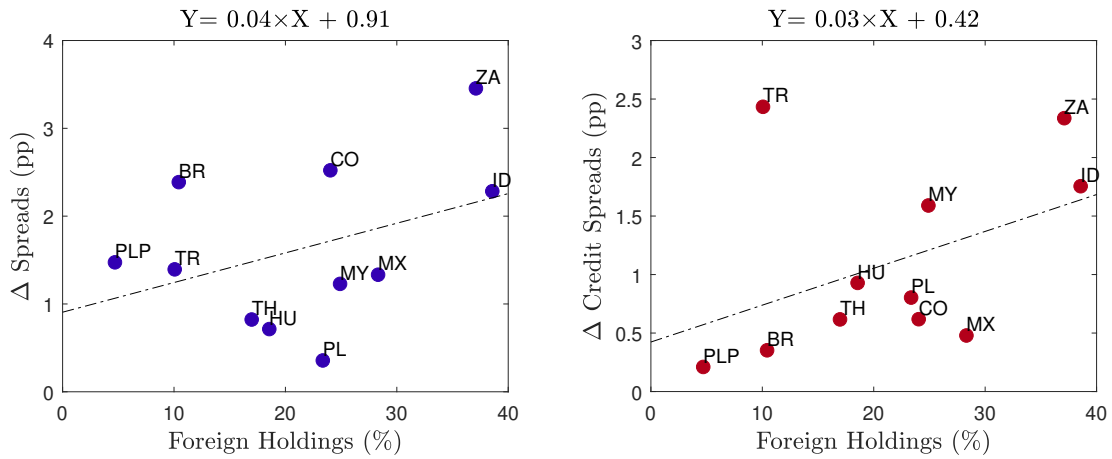 Y= 0.04×X + 0.91
4
3
2
1
0
0
10
20
30
40
Δ Spreads (pp)
Foreign Holdings (%)
ZA
CO
BR
ID
PLP
TR
MY
MX
TH
HU
PL
Y= 0.03×X + 0.42
3
2.5
2
1.5
1
0.5
0
0
10
20
30
40
Δ Credit Spreads (pp)
Foreign Holdings (%)
TR
ZA
ID
MY
HU
PL
TH
CO
MX
BR
PLP